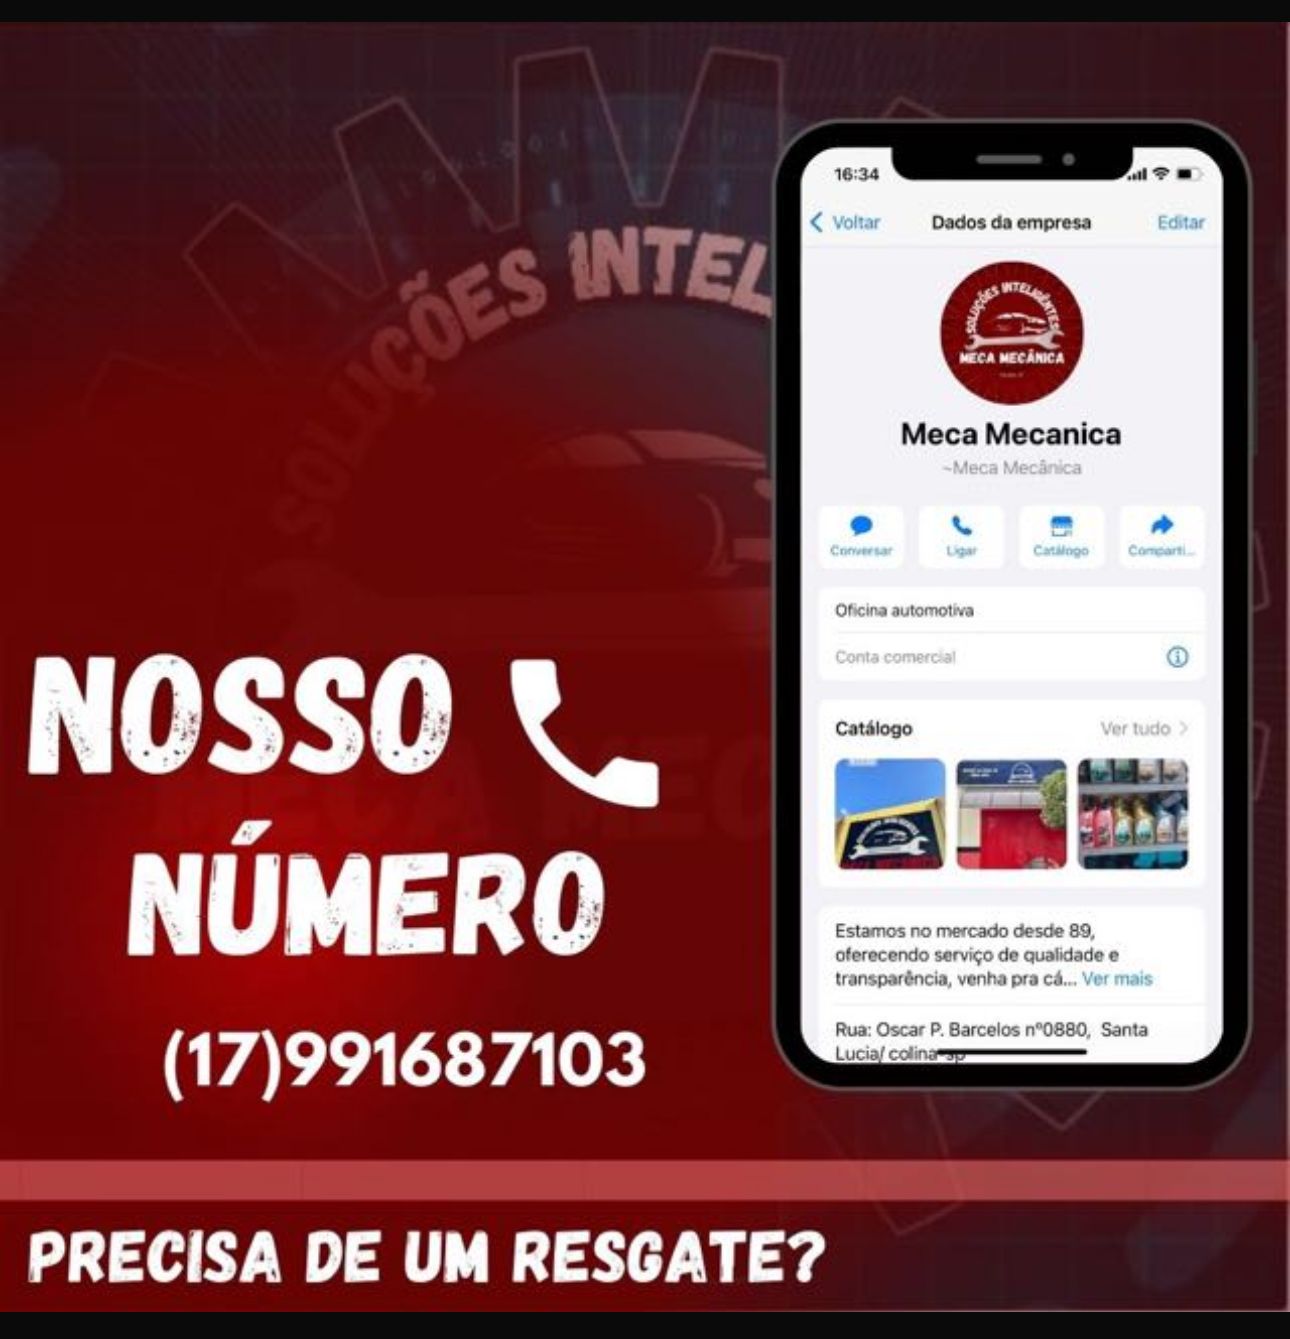 SOLUÇÕES INTEL
NOSSO
NÚMERO
(17)991687103
PRECISA DE UM RESGATE?
16:34
Voltar
Dados da empresa
Editar
SOLUÇÕES INTELIGÊNTES
MECA MECÂNICA
Meca Mecanica
~Meca Mecânica
Conversar
Ligar
Catálogo
Comparti...
Oficina automotiva
Conta comercial
Catálogo
Ver tudo
Estamos no mercado desde 89,
oferecendo serviço de qualidade e
transparência, venha pra cá... Ver mais
Rua: Oscar P. Barcelos nº0880, Santa
Lucia/ colina-sp